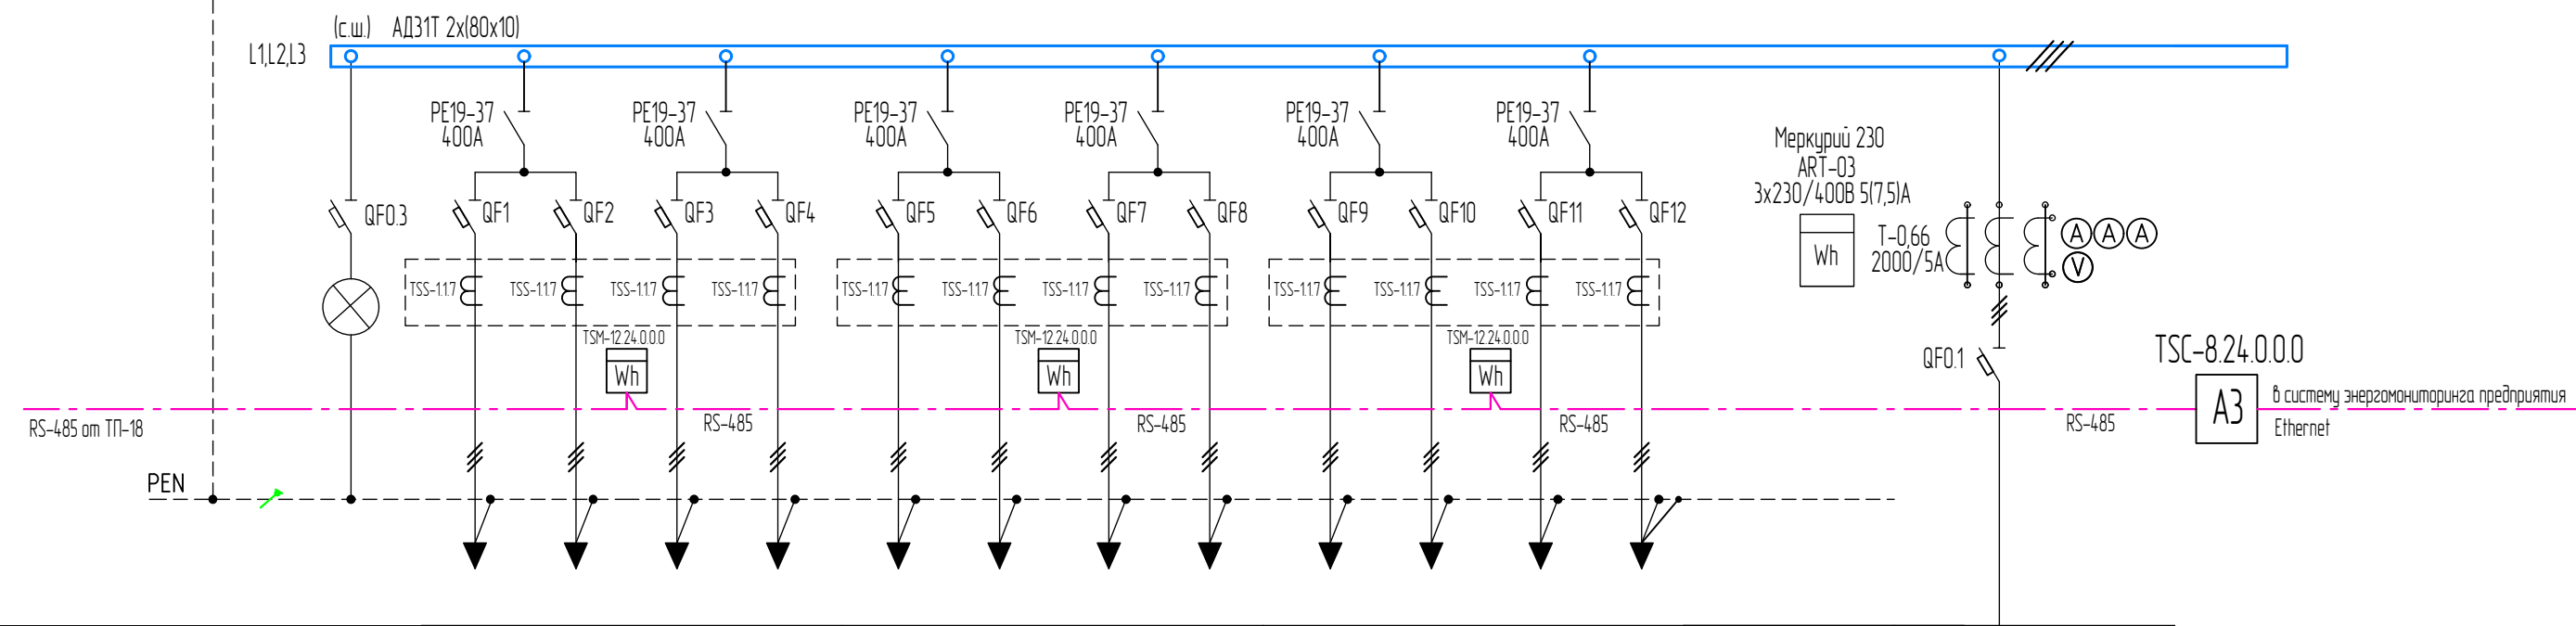 (с.ш.) АД31Т 2х(80х10)
L1,L2,L3
РЕ19-37
400А
РЕ19-37
400А
РЕ19-37
400А
РЕ19-37
400А
РЕ19-37
400А
РЕ19-37
400А
Меркурий 230
ART-03
3х230/400В 5(7,5)А
Wh
Т-0,66
2000/5А
A A A
V
QF0.3
QF1
QF2
QF3
QF4
QF5
QF6
QF7
QF8
QF9
QF10
QF11
QF12
TSS-1.1.7
TSS-1.1.7
TSS-1.1.7
TSS-1.1.7
TSS-1.1.7
TSS-1.1.7
TSS-1.1.7
TSS-1.1.7
TSS-1.1.7
TSS-1.1.7
TSS-1.1.7
TSS-1.1.7
TSM-12.24.0.0.0
Wh
TSM-12.24.0.0.0
Wh
TSM-12.24.0.0.0
Wh
QF0.1
TSC-8.24.0.0.0
А3
в систему энергомониторинга предприятия
Ethernet
RS-485 от ТП-18
RS-485
RS-485
RS-485
RS-485
PEN